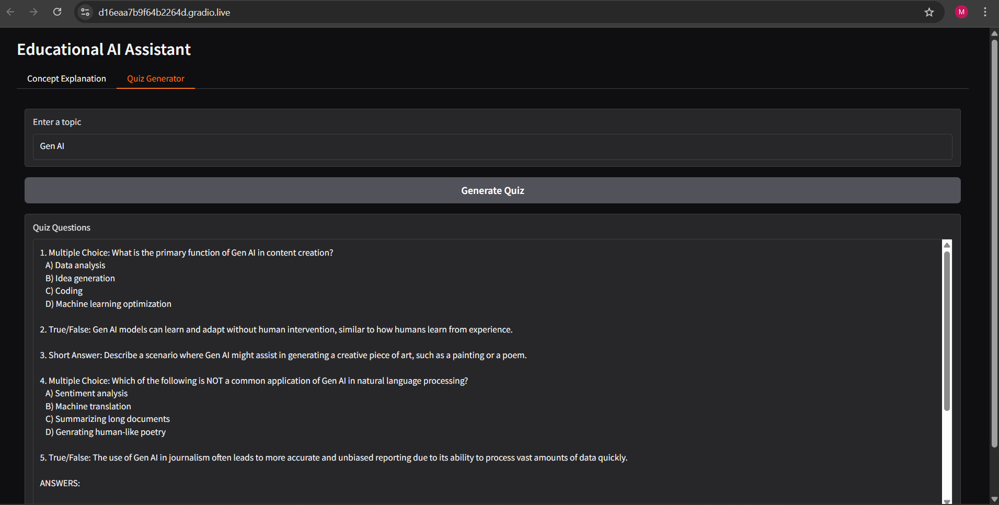 d16eaa7b9f64b2264d.gradio.live
M
Educational AI Assistant
Concept Explanation
Quiz Generator
Enter a topic
Gen AI
Generate Quiz
Quiz Questions
1. Multiple Choice: What is the primary function of Gen AI in content creation?
A) Data analysis
B) Idea generation
C) Coding
D) Machine learning optimization
2. True/False: Gen AI models can learn and adapt without human intervention, similar to how humans learn from experience.
3. Short Answer: Describe a scenario where Gen AI might assist in generating a creative piece of art, such as a painting or a poem.
4. Multiple Choice: Which of the following is NOT a common application of Gen AI in natural language processing?
A) Sentiment analysis
B) Machine translation
C) Summarizing long documents
D) Genrating human-like poetry
5. True/False: The use of Gen AI in journalism often leads to more accurate and unbiased reporting due to its ability to process vast amounts of data quickly.
ANSWERS: